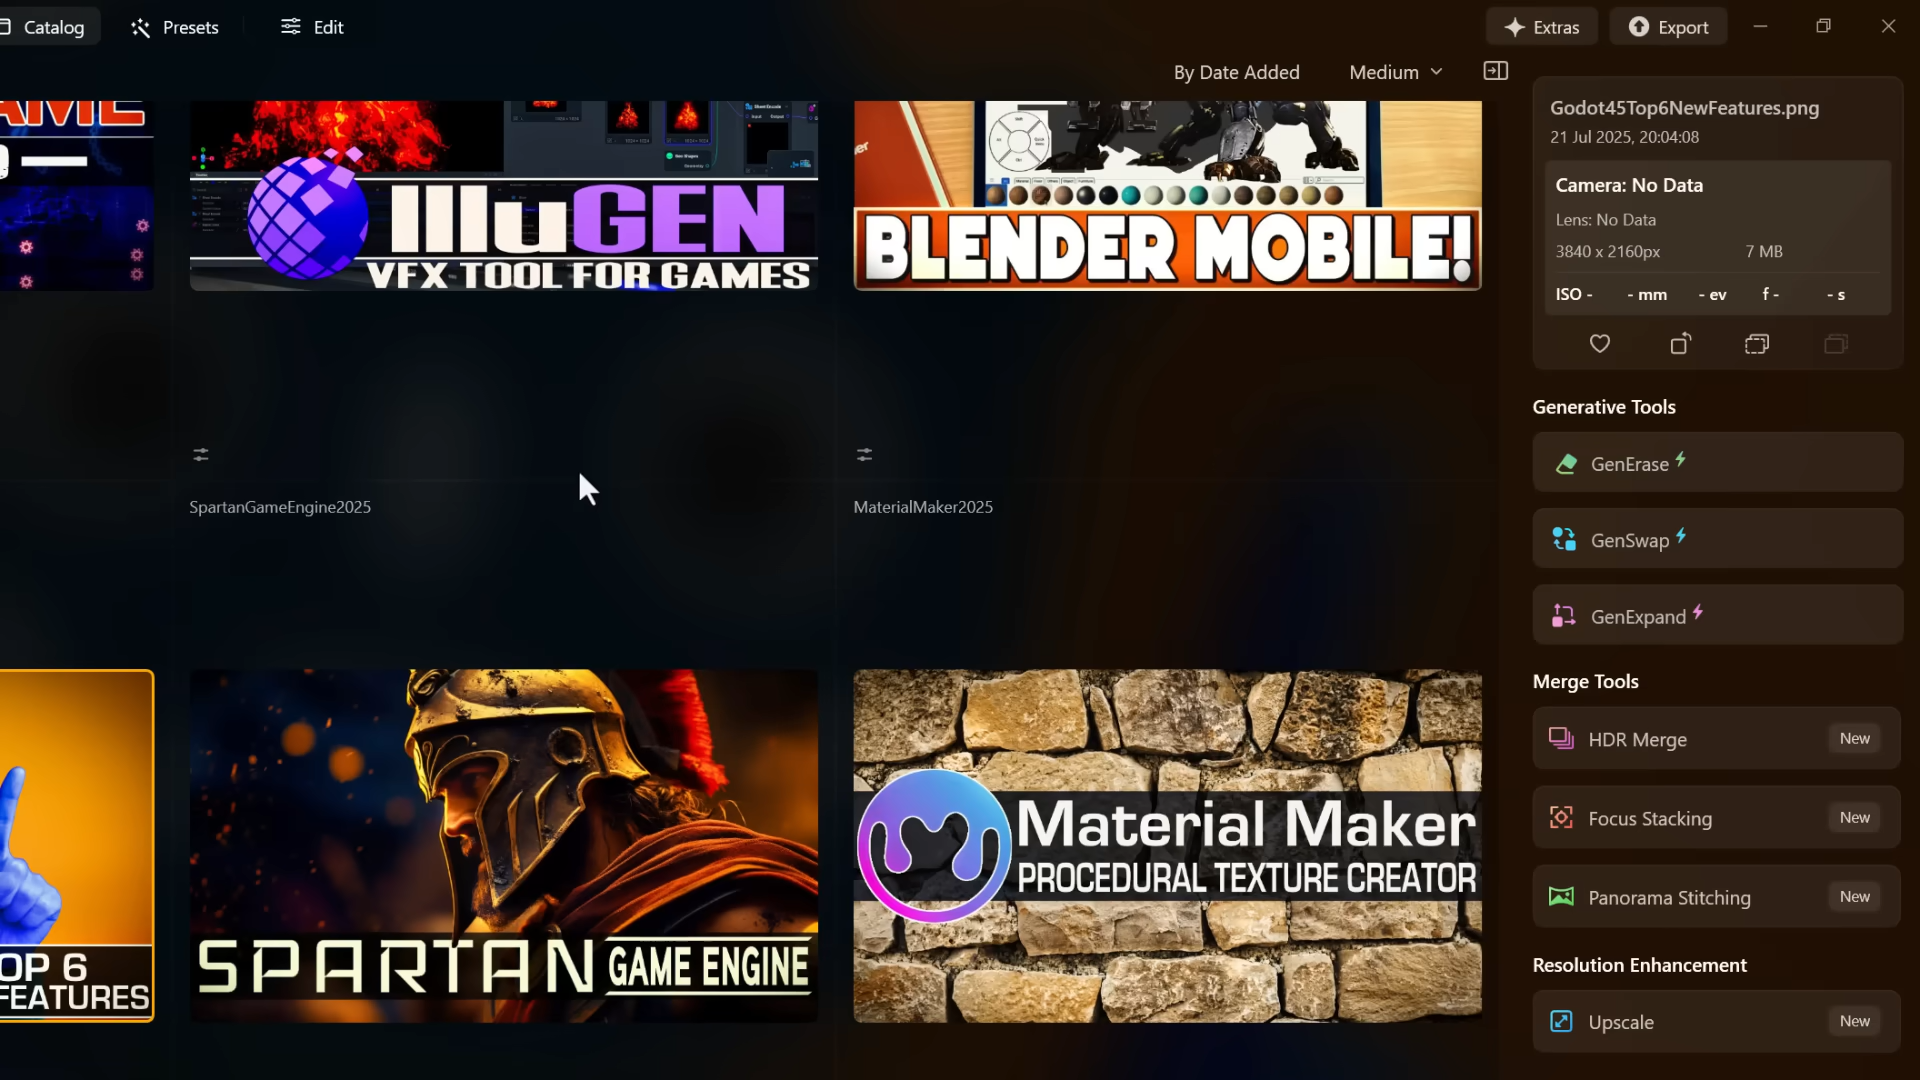 Catalog
Presets
Edit
Extras
Export
By Date Added
Medium
AME
IlluGEN
VFX TOOL FOR GAMES
BLENDER MOBILE!
SpartanGameEngine2025
MaterialMaker2025
OP 6
FEATURES
SPARTAN GAME ENGINE
Material Maker
PROCEDURAL TEXTURE CREATOR
Godot45Top6NewFeatures.png
21 Jul 2025, 20:04:08
Camera: No Data
Lens: No Data
3840 x 2160px 7 MB
ISO - - mm - ev f - - s
Generative Tools
GenErase
GenSwap
GenExpand
Merge Tools
HDR Merge New
Focus Stacking New
Panorama Stitching New
Resolution Enhancement
Upscale New